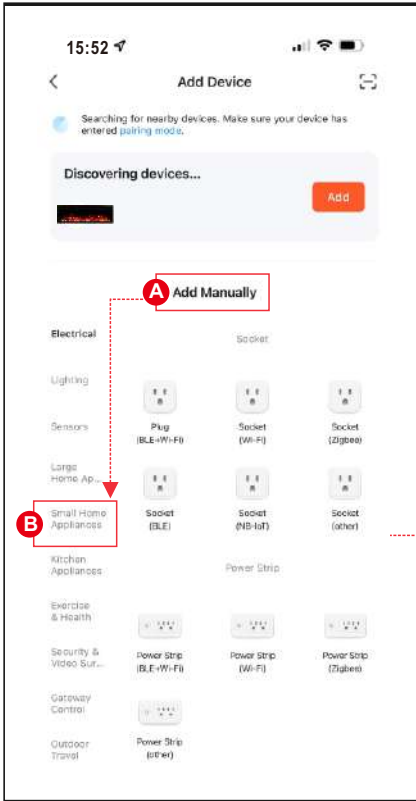 15:52
Add Device
Searching for nearby devices. Make sure your device has
entered pairing mode.
Discovering devices...
Add
A
Add Manually
Electrical
Socket
Lighting
Sensors
Plug
(BLE+Wi-Fi)
Socket
(Wi-Fi)
Socket
(Zigbee)
Large
Home Ap...
B
Small Home
Appliances
Socket
(BLE)
Socket
(NB-IoT)
Socket
(other)
Kitchen
Appliances
Power Strip
Exercise
& Health
Security &
Video Sur...
Power Strip
(BLE+Wi-Fi)
Power Strip
(Wi-Fi)
Power Strip
(Zigbee)
Gateway
Control
Outdoor
Travel
Power Strip
(other)